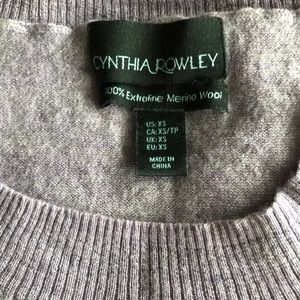 CYNTHIA ROWLEY
100% Extrafine Merino Wool
US: XS
CA: XS/TP
UK: XS
EU: XS
MADE IN
CHINA